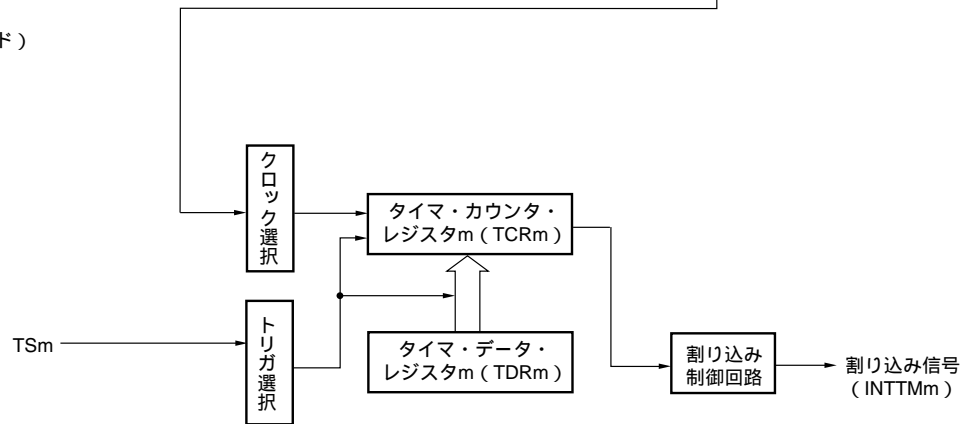 ド）
クロック選択
タイマ・カウンタ・
レジスタm（TCRm）
TSm
トリガ選択
タイマ・データ・
レジスタm（TDRm）
割り込み
制御回路
割り込み信号
（INTTMm）